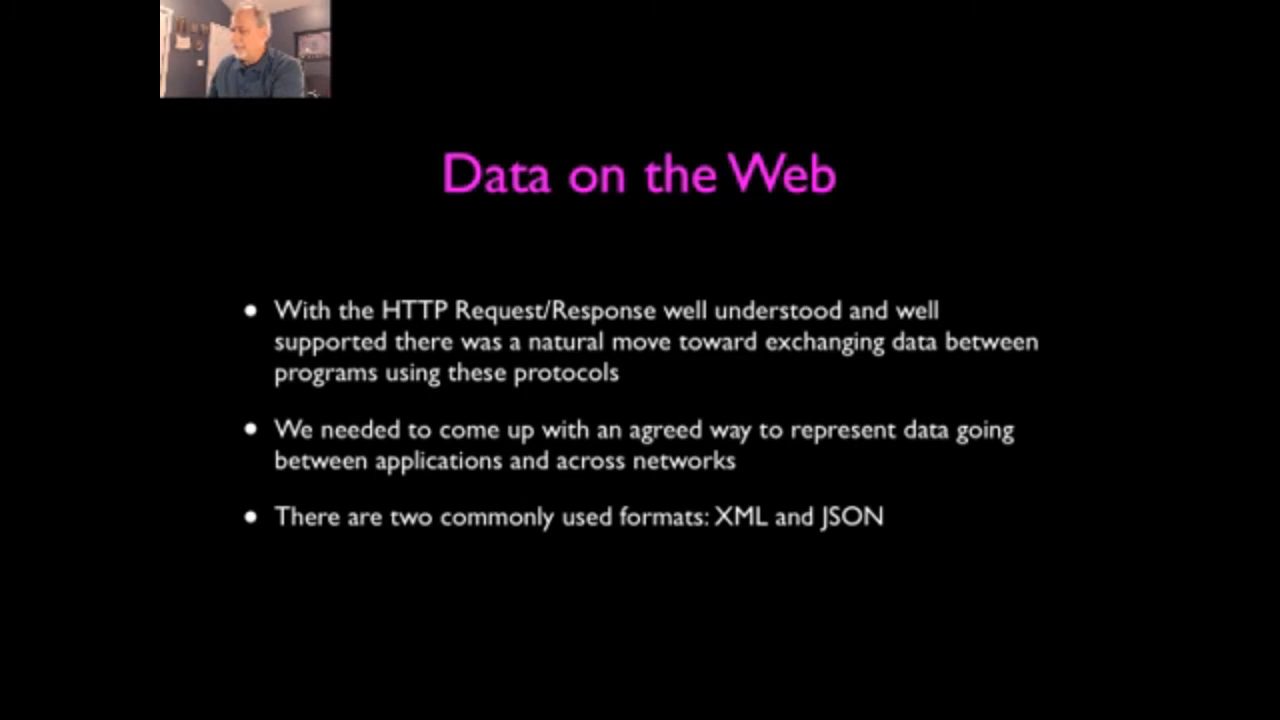 Data on the Web
• With the HTTP Request/Response well understood and well
supported there was a natural move toward exchanging data between
programs using these protocols
• We needed to come up with an agreed way to represent data going
between applications and across networks
• There are two commonly used formats: XML and JSON